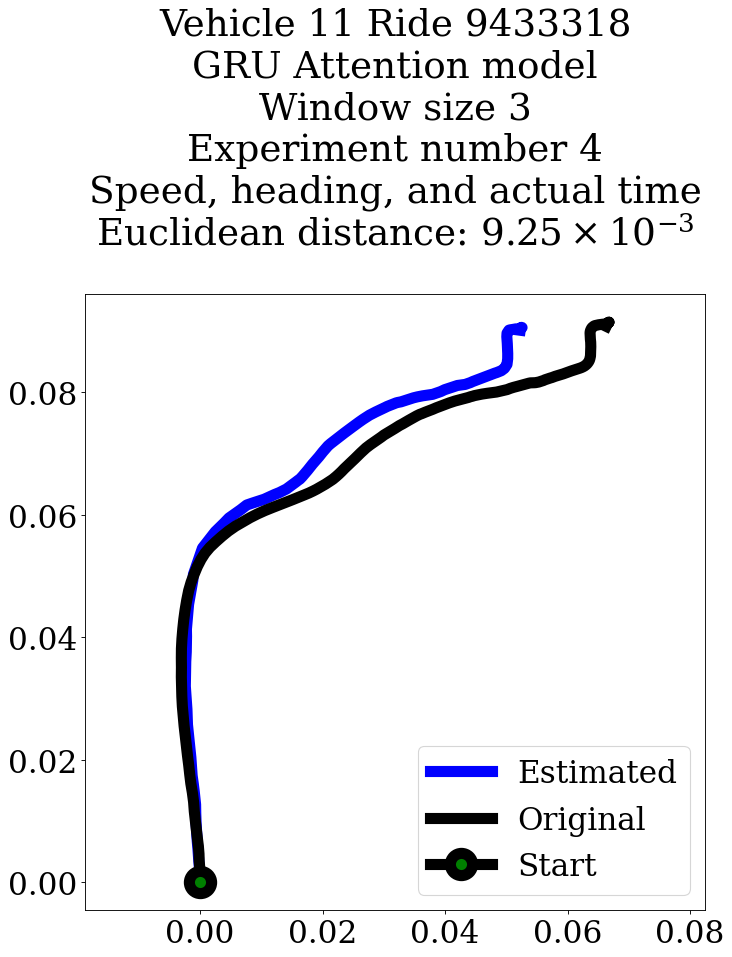 Vehicle 11 Ride 9433318
GRU Attention model
Window size 3
Experiment number 4
Speed, heading, and actual time
Euclidean distance: 9.25 × 10⁻³
0.08
0.06
0.04
0.02
0.00
Estimated
Original
Start
0.00 0.02 0.04 0.06 0.08